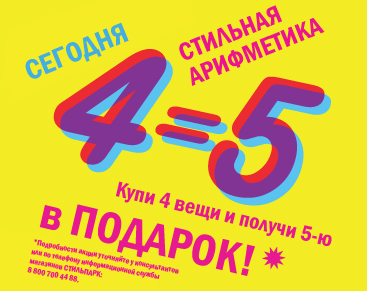 СЕГОДНЯ
СТИЛЬНАЯ
АРИФМЕТИКА
4=5
Купи 4 вещи и получи 5-ю
в ПОДАРОК! *
*Подробности акции уточняйте у консультантов
или по телефону информационной службы
магазинов СТИЛЬПАРК:
8 800 700 44 88.